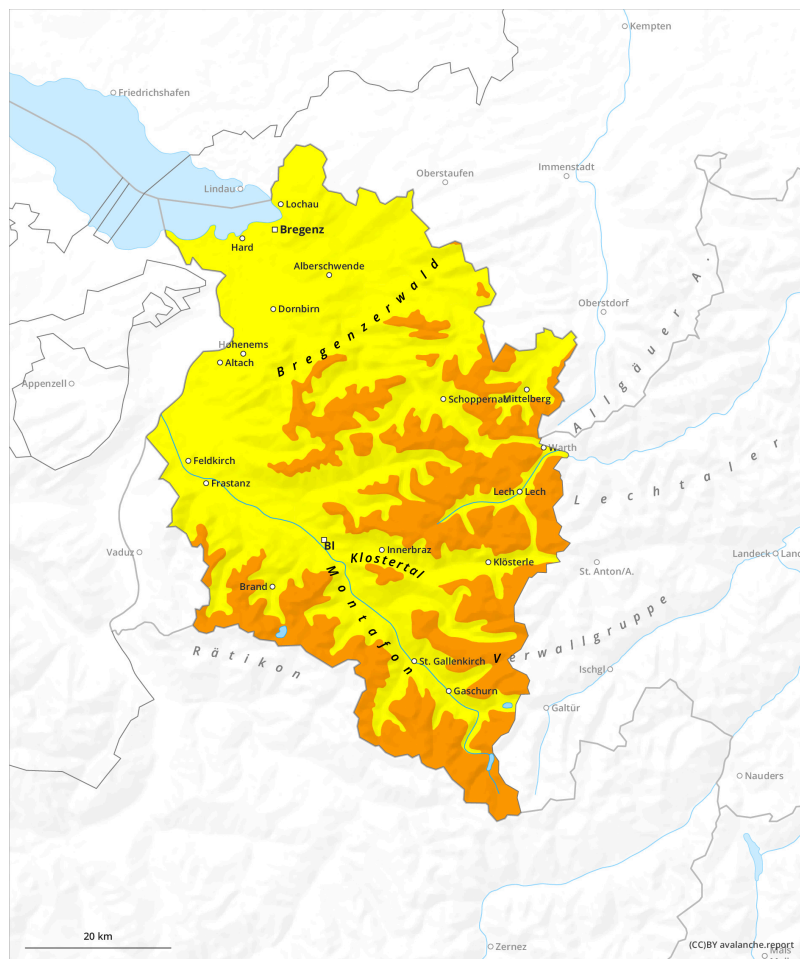 Kempten
Friedrichshafen
Immenstadt
Oberstaufen
Lindau
Lochau
Bregenz
Hard
Alberschwende
Oberstdorf
Dornbirn
Bregenzerwald
Allgäuer A.
Hohenems
Altach
Appenzell
Schoppernau
Mittelberg
Warth
Feldkirch
Frastanz
Lech
Lech
Lechtaler
Bl
Vaduz
Innerbraz
Klostertal
Klösterle
St. Anton/A.
Landeck
Land
Brand
Montafon
Verwallgruppe
Rätikon
St. Gallenkirch
Ischgl
Gaschurn
Galtür
Nauders
20 km
Zernez
(CC)BY avalanche.report
Mals